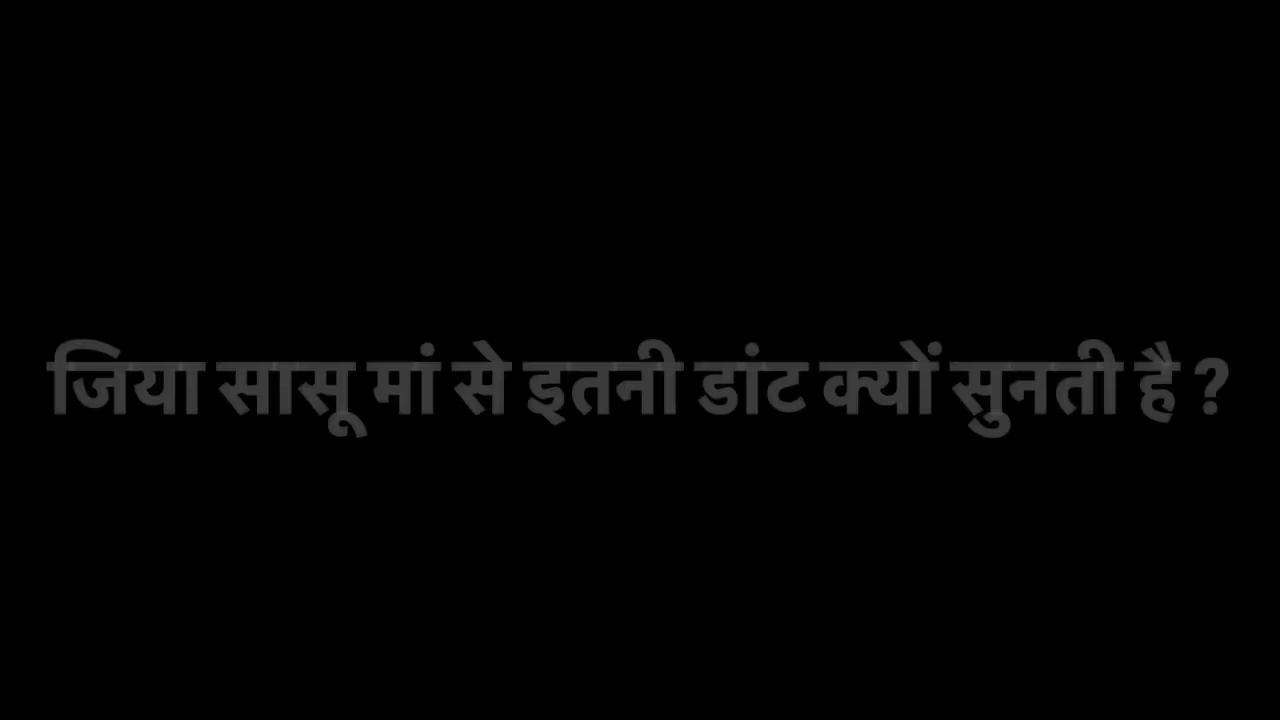 जिया सासू मां से इतनी डांट क्यों सुनती है ?